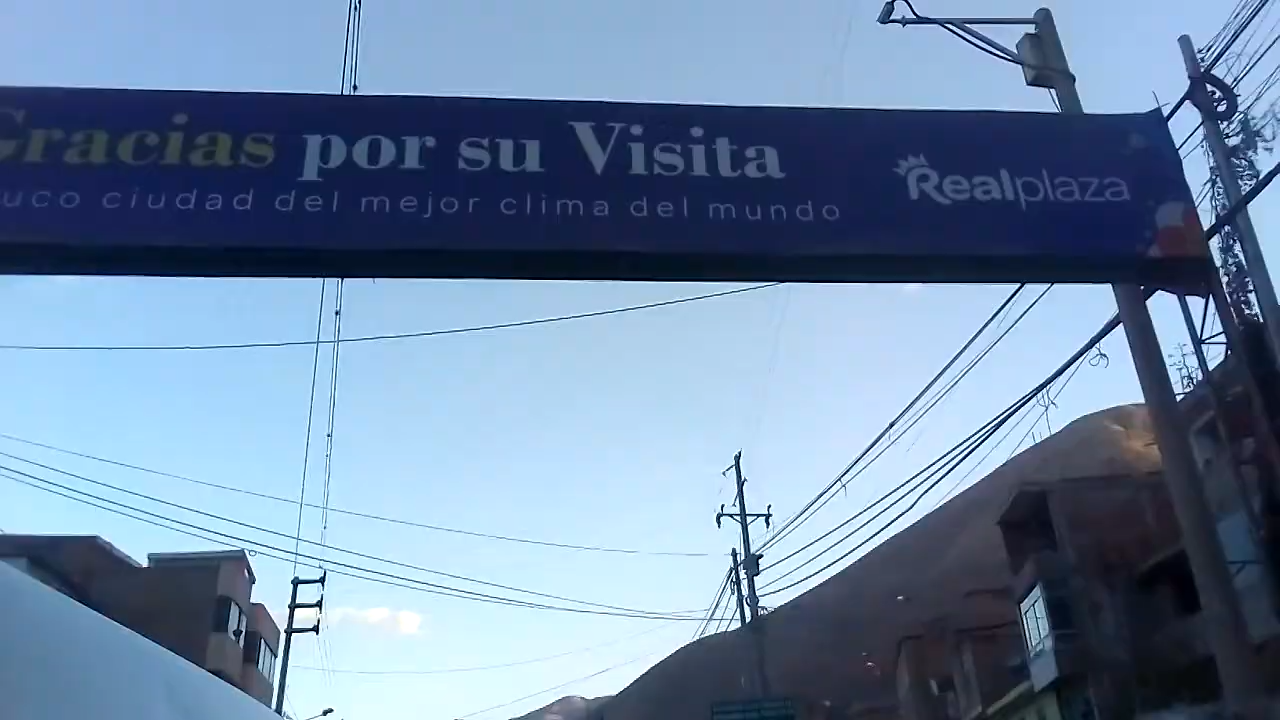 Gracias por su Visita
uco ciudad del mejor clima del mundo
Realplaza